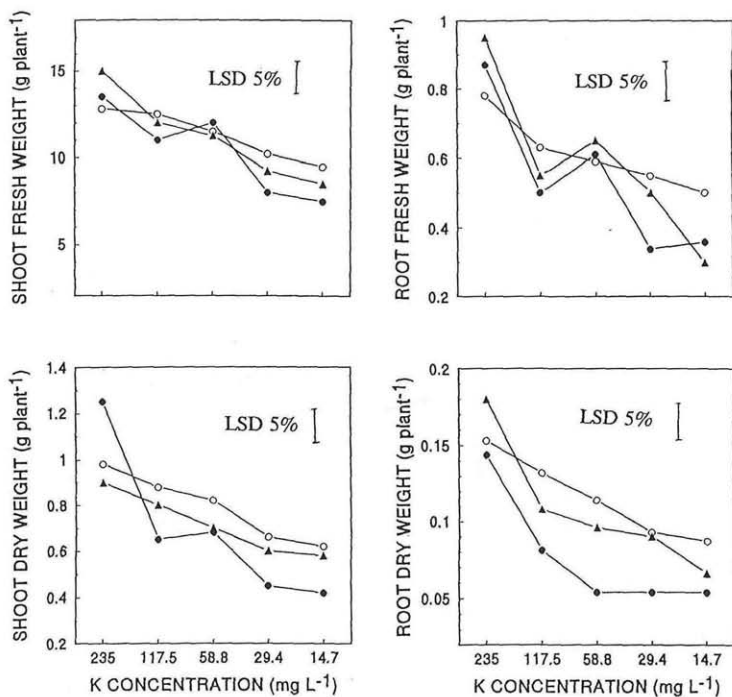 SHOOT FRESH WEIGHT (g plant-1)
15
10
5
LSD 5%
ROOT FRESH WEIGHT (g plant-1)
1
0.8
0.6
0.4
0.2
LSD 5%
SHOOT DRY WEIGHT (g plant-1)
1.4
1.2
1
0.8
0.6
0.4
0.2
LSD 5%
235 117.5 58.8 29.4 14.7
K CONCENTRATION (mg L-1)
ROOT DRY WEIGHT (g plant-1)
0.2
0.15
0.1
0.05
LSD 5%
235 117.5 58.8 29.4 14.7
K CONCENTRATION (mg L-1)